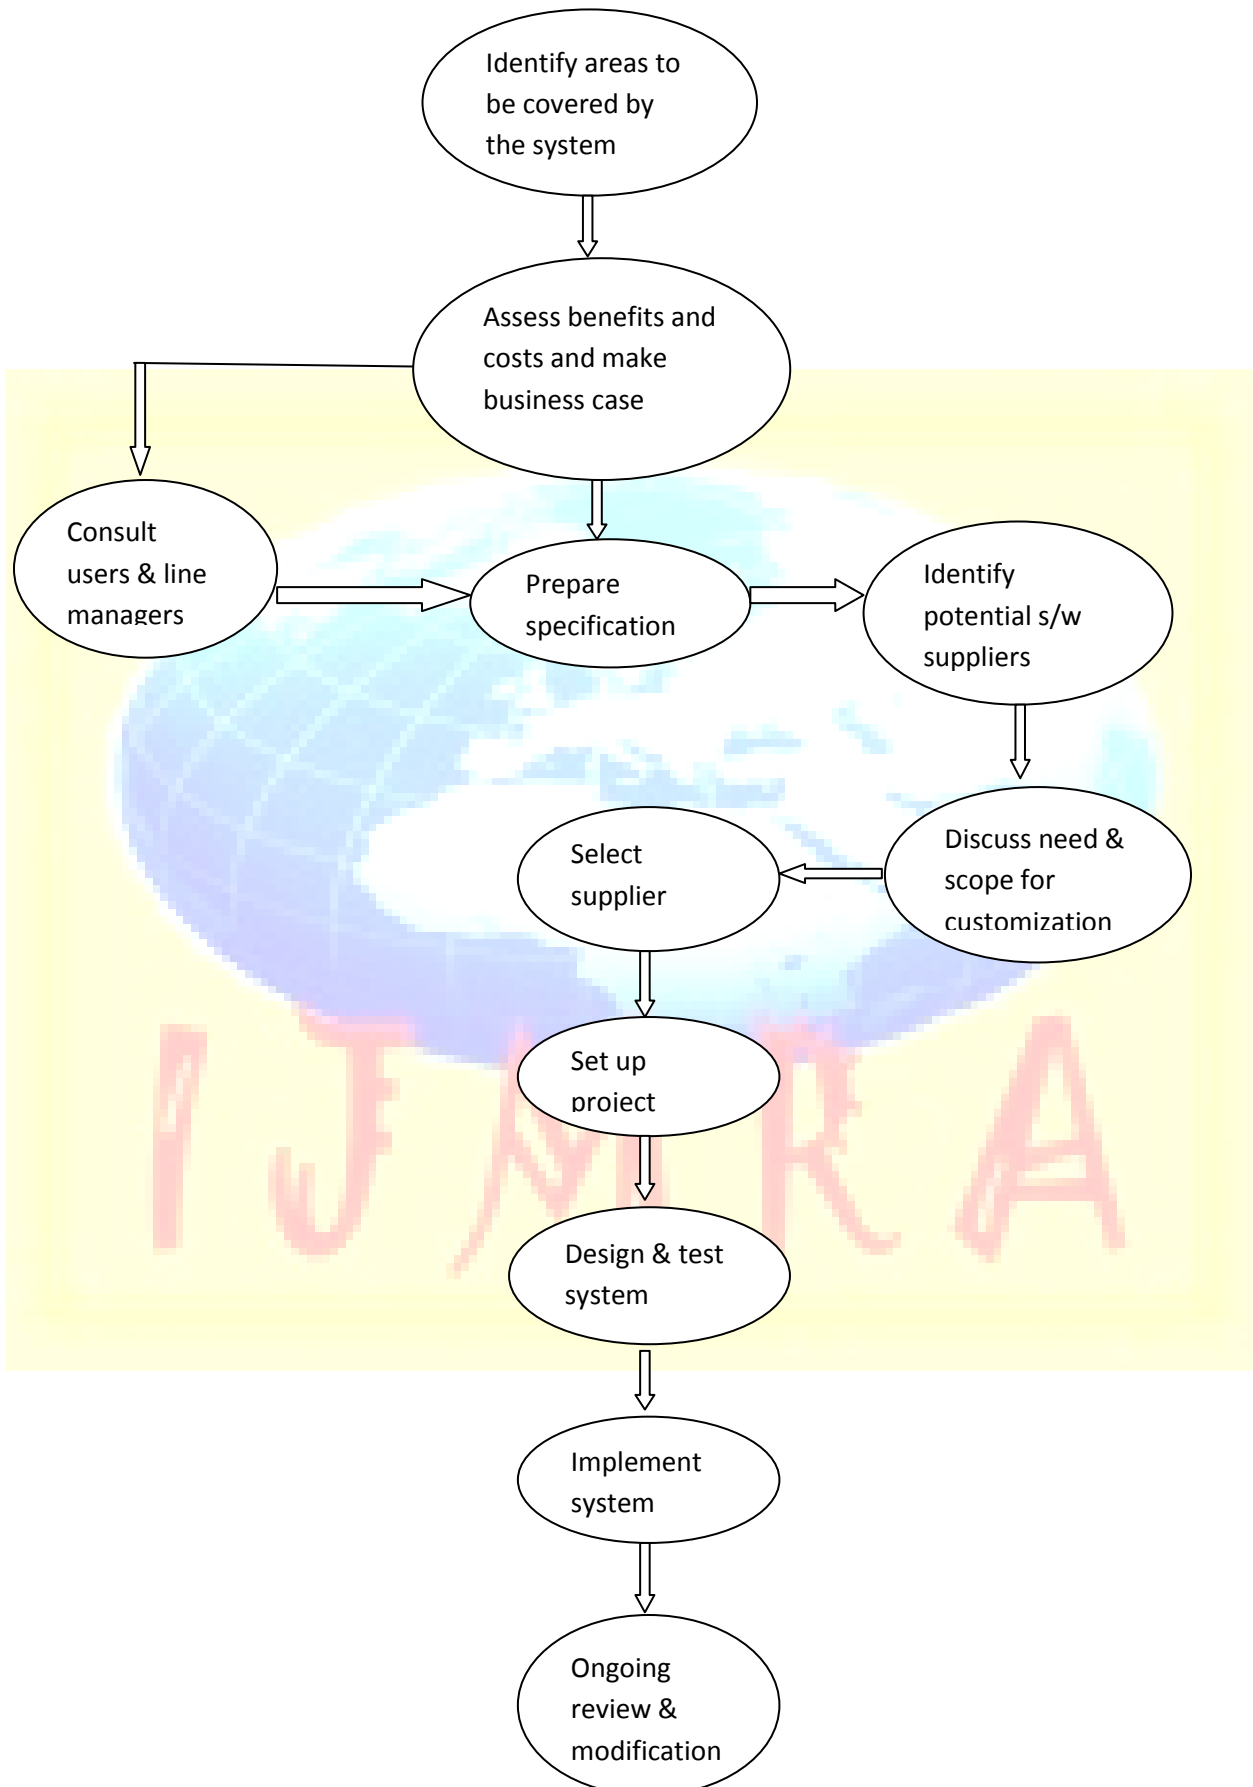 Identify areas to
be covered by
the system
Assess benefits and
costs and make
business case
Consult
users & line
managers
Prepare
specification
Identify
potential s/w
suppliers
Discuss need &
scope for
customization
Select
supplier
Set up
project
Design & test
system
Implement
system
Ongoing
review &
modification
IJMRA